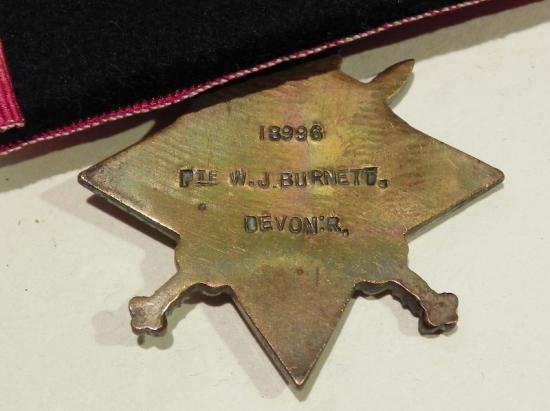 18996
PTE W.J. BURNETT.
DEVON:R.